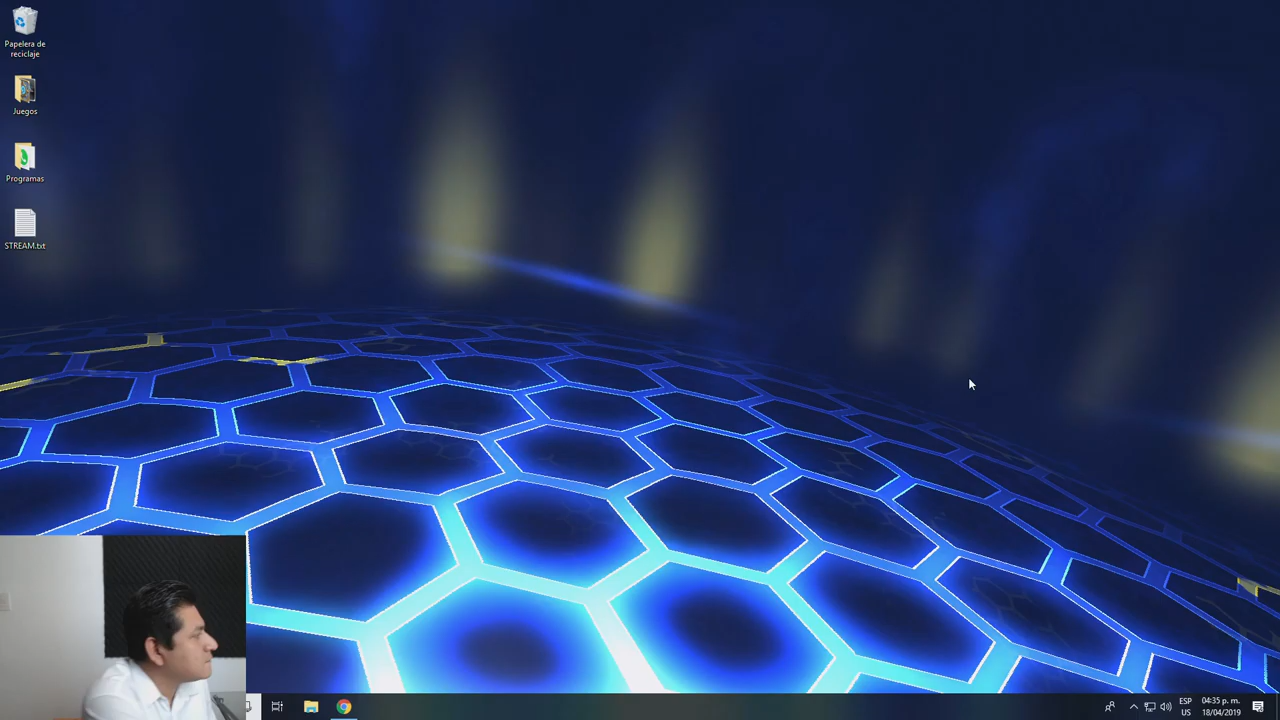 Papelera de
reciclaje
Juegos
Programas
STREAM.txt
ESP
US
04:35 p. m.
18/04/2019